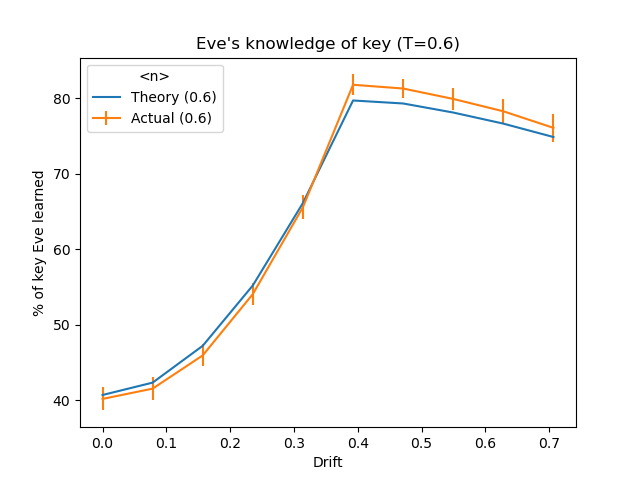 Eve's knowledge of key (T=0.6)
<n>
Theory (0.6)
Actual (0.6)
% of key Eve learned
80
70
60
50
40
0.0 0.1 0.2 0.3 0.4 0.5 0.6 0.7
Drift